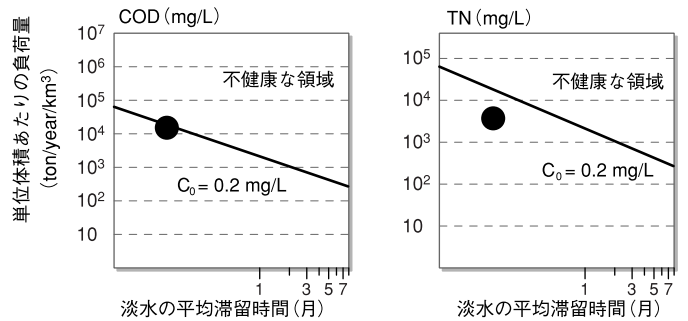 単位体積あたりの負荷量
(ton/year/km³)
COD (mg/L)
10⁷
10⁶
10⁵
10⁴
10³
10²
10
不健康な領域
C₀ = 0.2 mg/L
1 3 5 7
淡水の平均滞留時間(月)
TN (mg/L)
10⁵
10⁴
10³
10²
10
不健康な領域
C₀ = 0.2 mg/L
1 3 5 7
淡水の平均滞留時間(月)